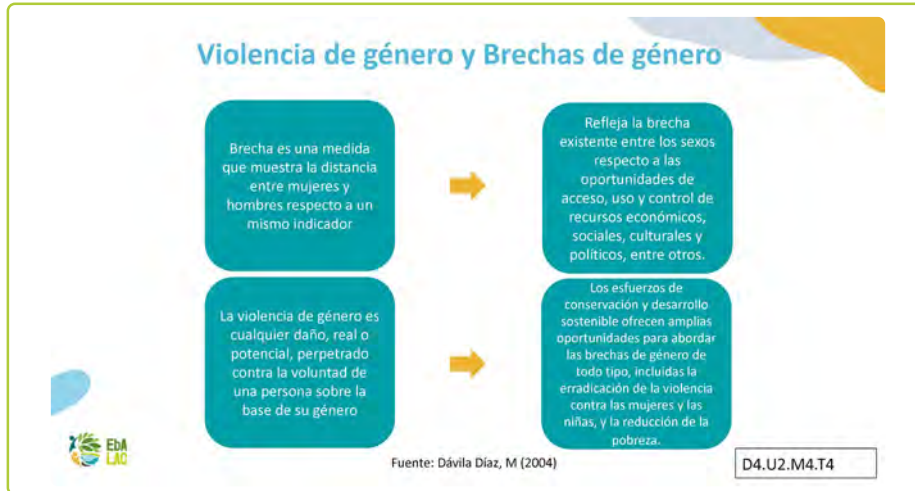 Violencia de género y Brechas de género
Brecha es una medida
que muestra la distancia
entre mujeres y
hombres respecto a un
mismo indicador
Refleja la brecha
existente entre los sexos
respecto a las
oportunidades de
acceso, uso y control de
recursos económicos,
sociales, culturales y
políticos, entre otros.
La violencia de género es
cualquier daño, real o
potencial, perpetrado
contra la voluntad de
una persona sobre la
base de su género
Los esfuerzos de
conservación y desarrollo
sostenible ofrecen amplias
oportunidades para abordar
las brechas de género de
todo tipo, incluidas la
erradicación de la violencia
contra las mujeres y las
niñas, y la reducción de la
pobreza.
EbA
LAC
Fuente: Dávila Díaz, M (2004)
D4.U2.M4.T4